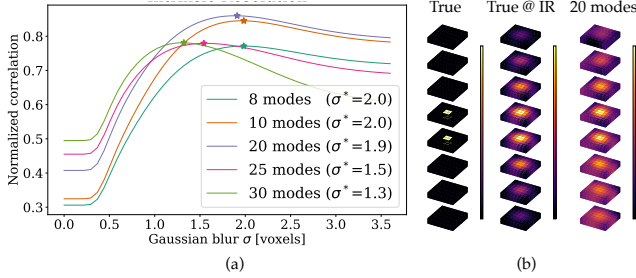 True True @ IR 20 modes
Normalized correlation
0.8
0.7
0.6
0.5
0.4
0.3
8 modes (σ*=2.0)
10 modes (σ*=2.0)
20 modes (σ*=1.9)
25 modes (σ*=1.5)
30 modes (σ*=1.3)
0.0 0.5 1.0 1.5 2.0 2.5 3.0 3.5
Gaussian blur σ [voxels]
(a) (b)